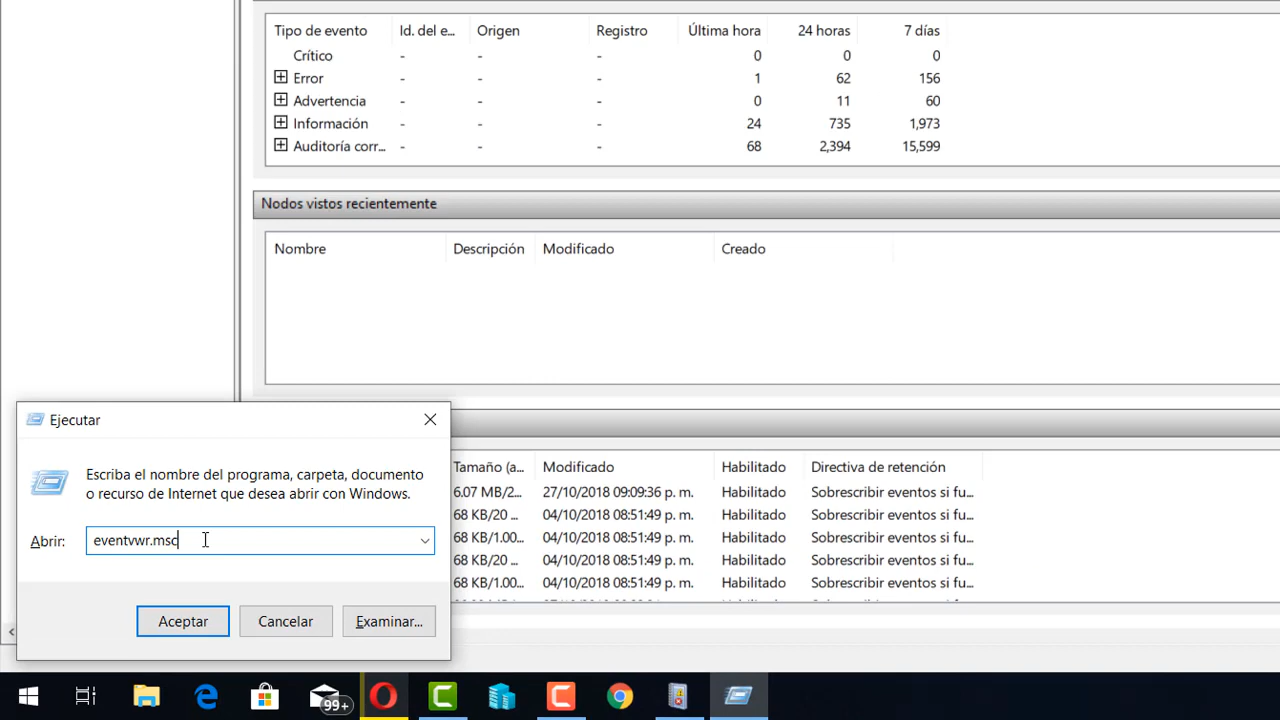 Tipo de evento Id. del e... Origen Registro Última hora 24 horas 7 días
Crítico - - - 0 0 0
Error - - - 1 62 156
Advertencia - - - 0 11 60
Información - - - 24 735 1,973
Auditoría corr... - - - 68 2,394 15,599
Nodos vistos recientemente
Nombre Descripción Modificado Creado
Ejecutar
Escriba el nombre del programa, carpeta, documento
o recurso de Internet que desea abrir con Windows.
Abrir: eventvwr.msc
Aceptar Cancelar Examinar...
Tamaño (a... Modificado Habilitado Directiva de retención
6.07 MB/2... 27/10/2018 09:09:36 p. m. Habilitado Sobrescribir eventos si fu...
68 KB/20 ... 04/10/2018 08:51:49 p. m. Habilitado Sobrescribir eventos si fu...
68 KB/1.00... 04/10/2018 08:51:49 p. m. Habilitado Sobrescribir eventos si fu...
68 KB/20 ... 04/10/2018 08:51:49 p. m. Habilitado Sobrescribir eventos si fu...
68 KB/1.00... 04/10/2018 08:51:49 p. m. Habilitado Sobrescribir eventos si fu...
99+